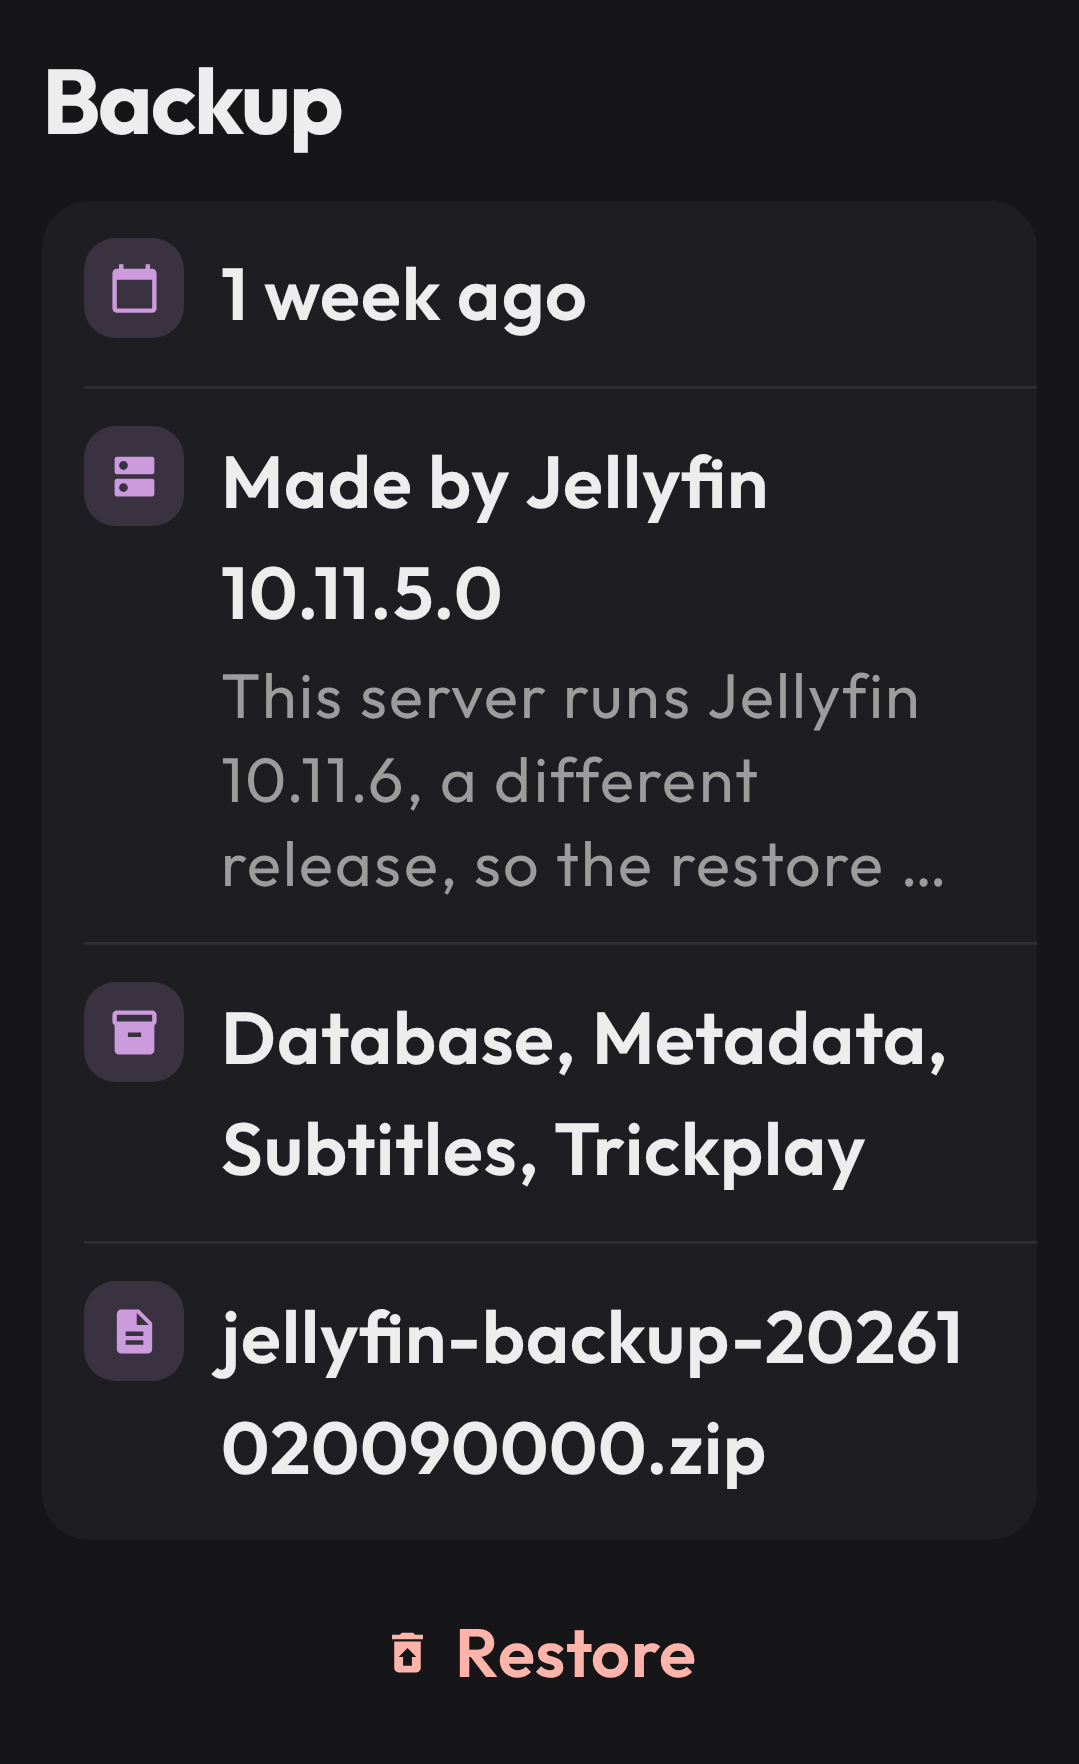 Backup
1 week ago
Made by Jellyfin
10.11.5.0
This server runs Jellyfin
10.11.6, a different
release, so the restore …
Database, Metadata,
Subtitles, Trickplay
jellyfin-backup-20261
020090000.zip
Restore